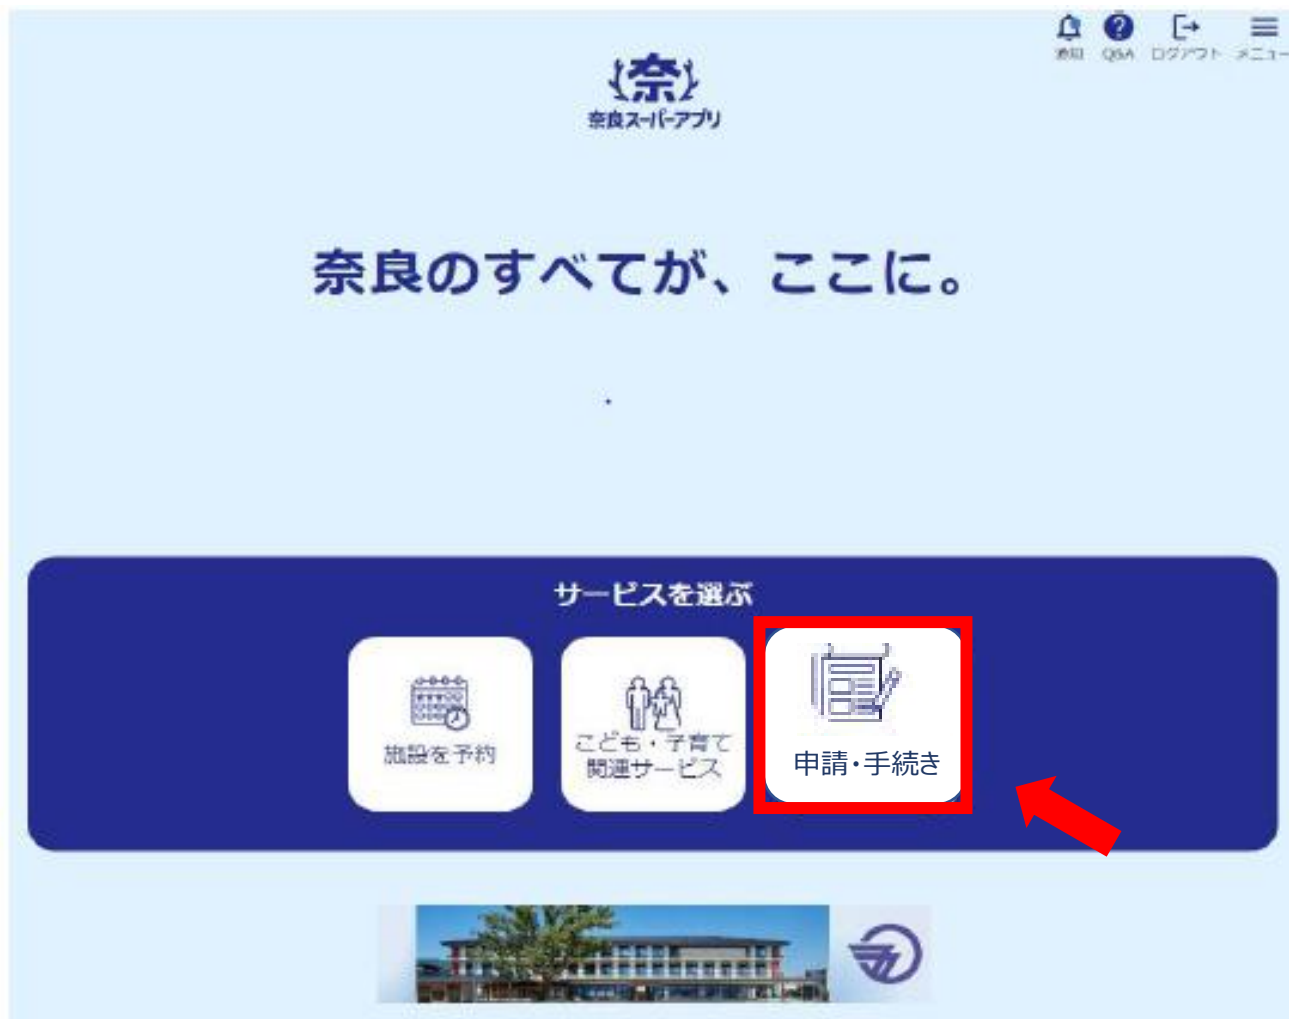 通知 Q&A ログアウト メニュー
奈
奈良スーパーアプリ
奈良のすべてが、ここに。
サービスを選ぶ
施設を予約
こども・子育て
関連サービス
申請・手続き